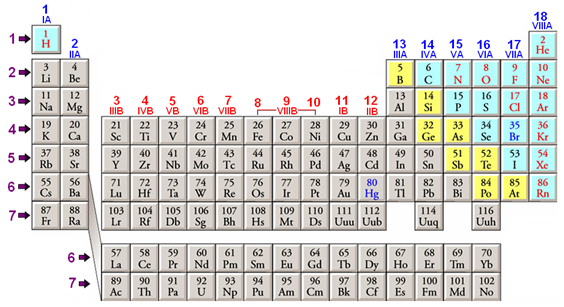 1
IA
18
VIIIA
1
1
H
2
IIA
13
IIIA
14
IVA
15
VA
16
VIA
17
VIIA
2
He
2
3
Li
4
Be
5
B
6
C
7
N
8
O
9
F
10
Ne
3
11
Na
12
Mg
3
IIIB
4
IVB
5
VB
6
VIB
7
VIIB
8
9
10
VIIIB
11
IB
12
IIB
13
Al
14
Si
15
P
16
S
17
Cl
18
Ar
4
19
K
20
Ca
21
Sc
22
Ti
23
V
24
Cr
25
Mn
26
Fe
27
Co
28
Ni
29
Cu
30
Zn
31
Ga
32
Ge
33
As
34
Se
35
Br
36
Kr
5
37
Rb
38
Sr
39
Y
40
Zr
41
Nb
42
Mo
43
Tc
44
Ru
45
Rh
46
Pd
47
Ag
48
Cd
49
In
50
Sn
51
Sb
52
Te
53
I
54
Xe
6
55
Cs
56
Ba
71
Lu
72
Hf
73
Ta
74
W
75
Re
76
Os
77
Ir
78
Pt
79
Au
80
Hg
81
Tl
82
Pb
83
Bi
84
Po
85
At
86
Rn
7
87
Fr
88
Ra
103
Lr
104
Rf
105
Db
106
Sg
107
Bh
108
Hs
109
Mt
110
Ds
111
Uuu
112
Uub
114
Uuq
116
Uuh
6
57
La
58
Ce
59
Pr
60
Nd
61
Pm
62
Sm
63
Eu
64
Gd
65
Tb
66
Dy
67
Ho
68
Er
69
Tm
70
Yb
7
89
Ac
90
Th
91
Pa
92
U
93
Np
94
Pu
95
Am
96
Cm
97
Bk
98
Cf
99
Es
100
Fm
101
Md
102
No